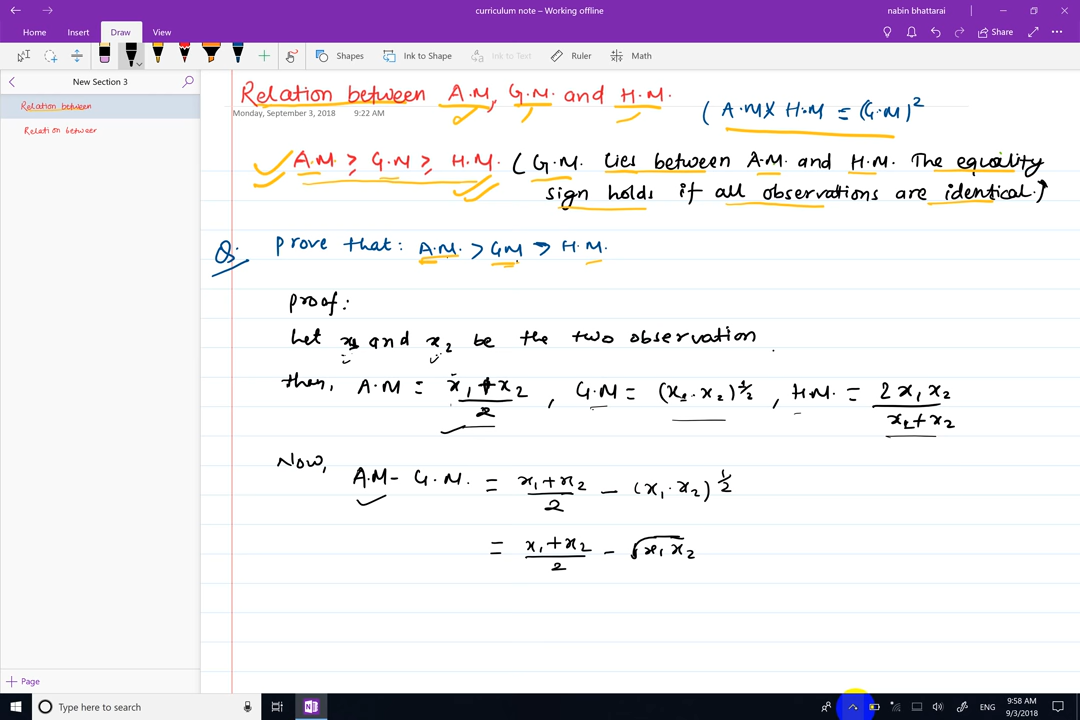 curriculum note – Working offline
nabin bhattarai
Home Insert Draw View
Share
Shapes Ink to Shape Ink to Text Ruler Math
New Section 3
Relation between
Relation between
Relation between A.M, G.M. and H.M.
(A.M X H.M = (G.M)²
Monday, September 3, 2018 9:22 AM
A.M. ≥ G.M ≥ H.M. (G.M. lies between A.M. and H.M. The equality
sign holds if all observations are identical.)
Q: Prove that: A.M. > GM > H.M.
Proof:
Let x₁ and x₂ be the two observation.
then, A.M = x₁+x₂/2, G.M = (x₁.x₂)^1/2, H.M. = 2x₁x₂/x₁+x₂
Now,
A.M - G.M. = x₁+x₂/2 - (x₁.x₂)^1/2
= x₁+x₂/2 - √x₁x₂
Page
Type here to search
ENG
9:58 AM
9/3/2018